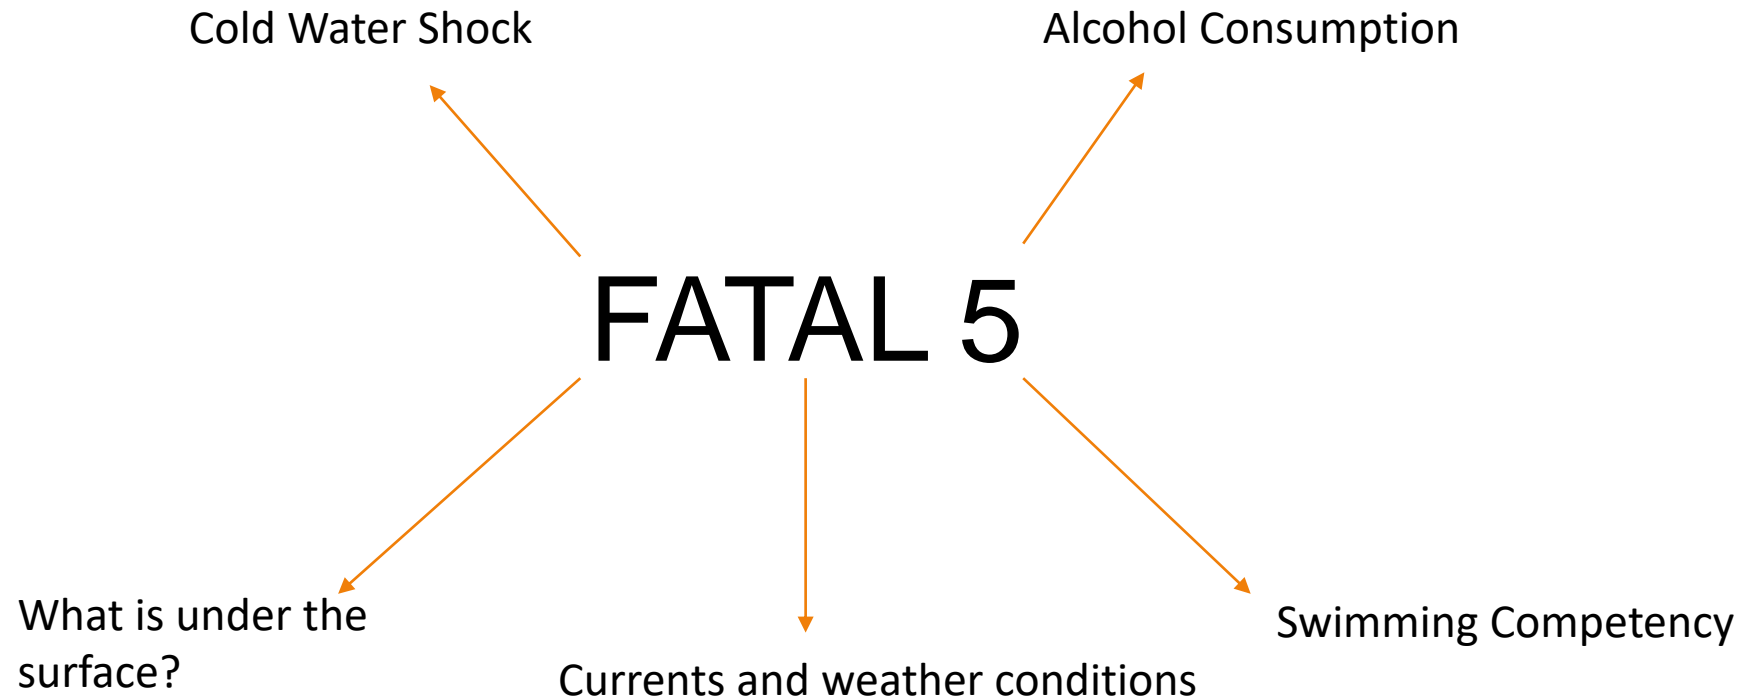 Cold Water Shock
Alcohol Consumption
FATAL 5
What is under the
surface?
Currents and weather conditions
Swimming Competency